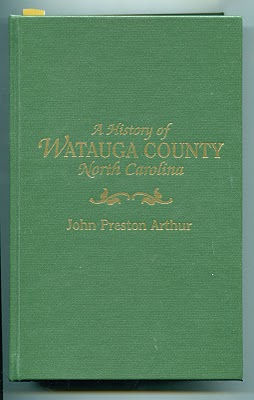 A History of
WATAUGA COUNTY
North Carolina
John Preston Arthur